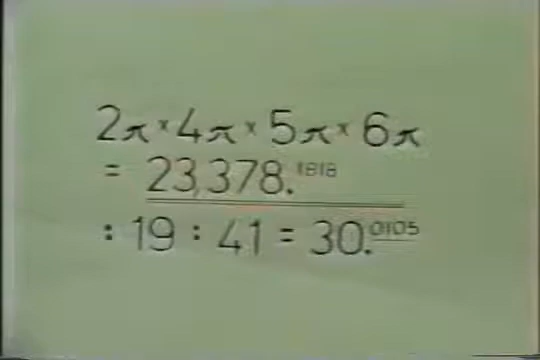 2π x 4π x 5π x 6π
= 23,378.1818
: 19 : 41 = 30.0105